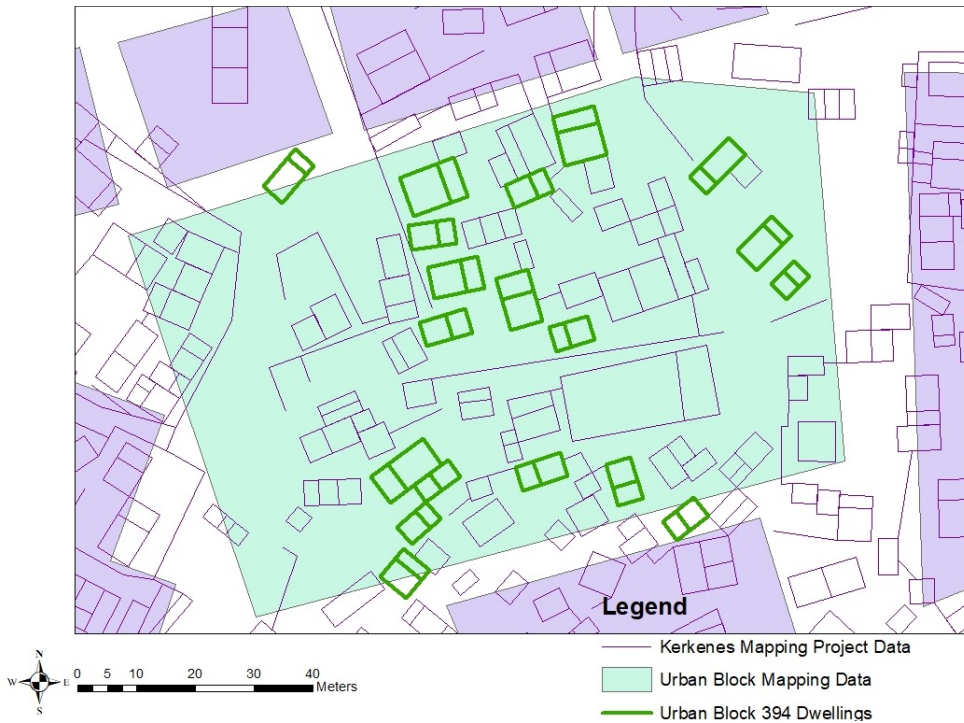 Legend
Kerkenes Mapping Project Data
Urban Block Mapping Data
Urban Block 394 Dwellings
N
W E
S
0 5 10 20 30 40
Meters